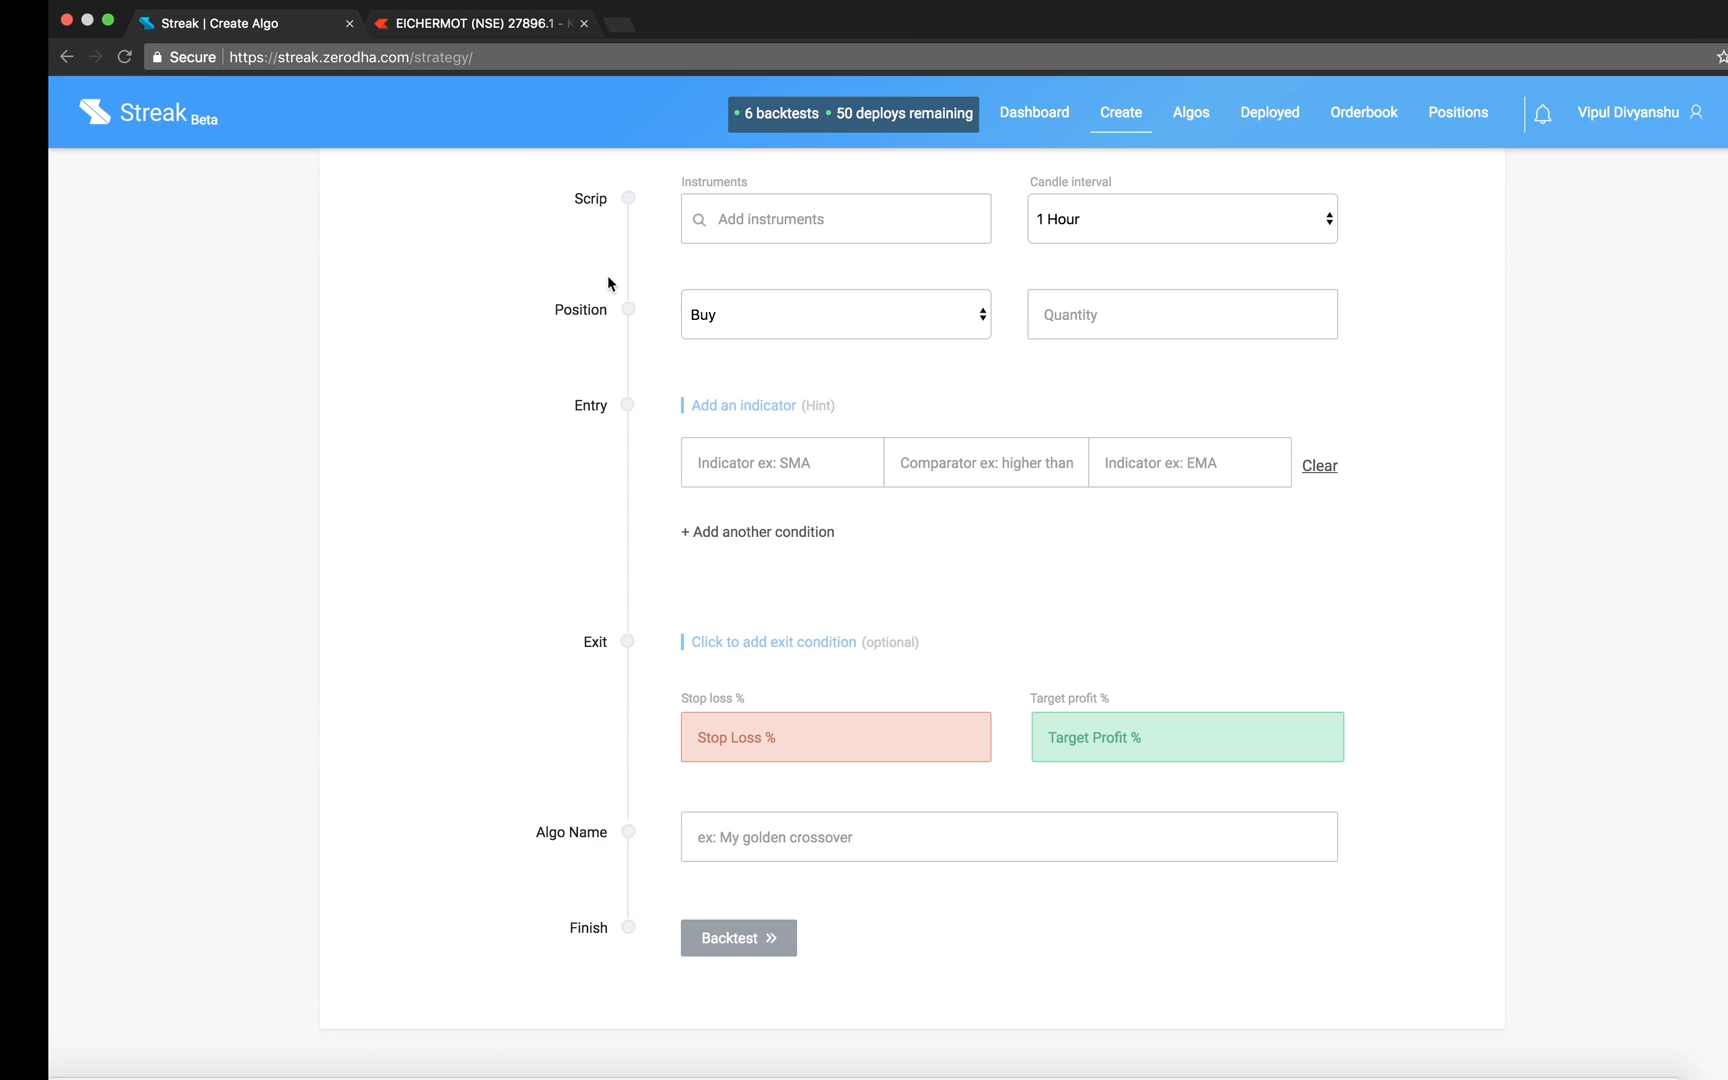 Streak | Create Algo
EICHERMOT (NSE) 27896.1 - K
Secure https://streak.zerodha.com/strategy/
Streak Beta
• 6 backtests • 50 deploys remaining
Dashboard
Create
Algos
Deployed
Orderbook
Positions
Vipul Divyanshu
Instruments
Candle interval
Scrip
Add instruments
1 Hour
Position
Buy
Quantity
Entry
Add an indicator (Hint)
Indicator ex: SMA
Comparator ex: higher than
Indicator ex: EMA
Clear
+ Add another condition
Exit
Click to add exit condition (optional)
Stop loss %
Target profit %
Stop Loss %
Target Profit %
Algo Name
ex: My golden crossover
Finish
Backtest »